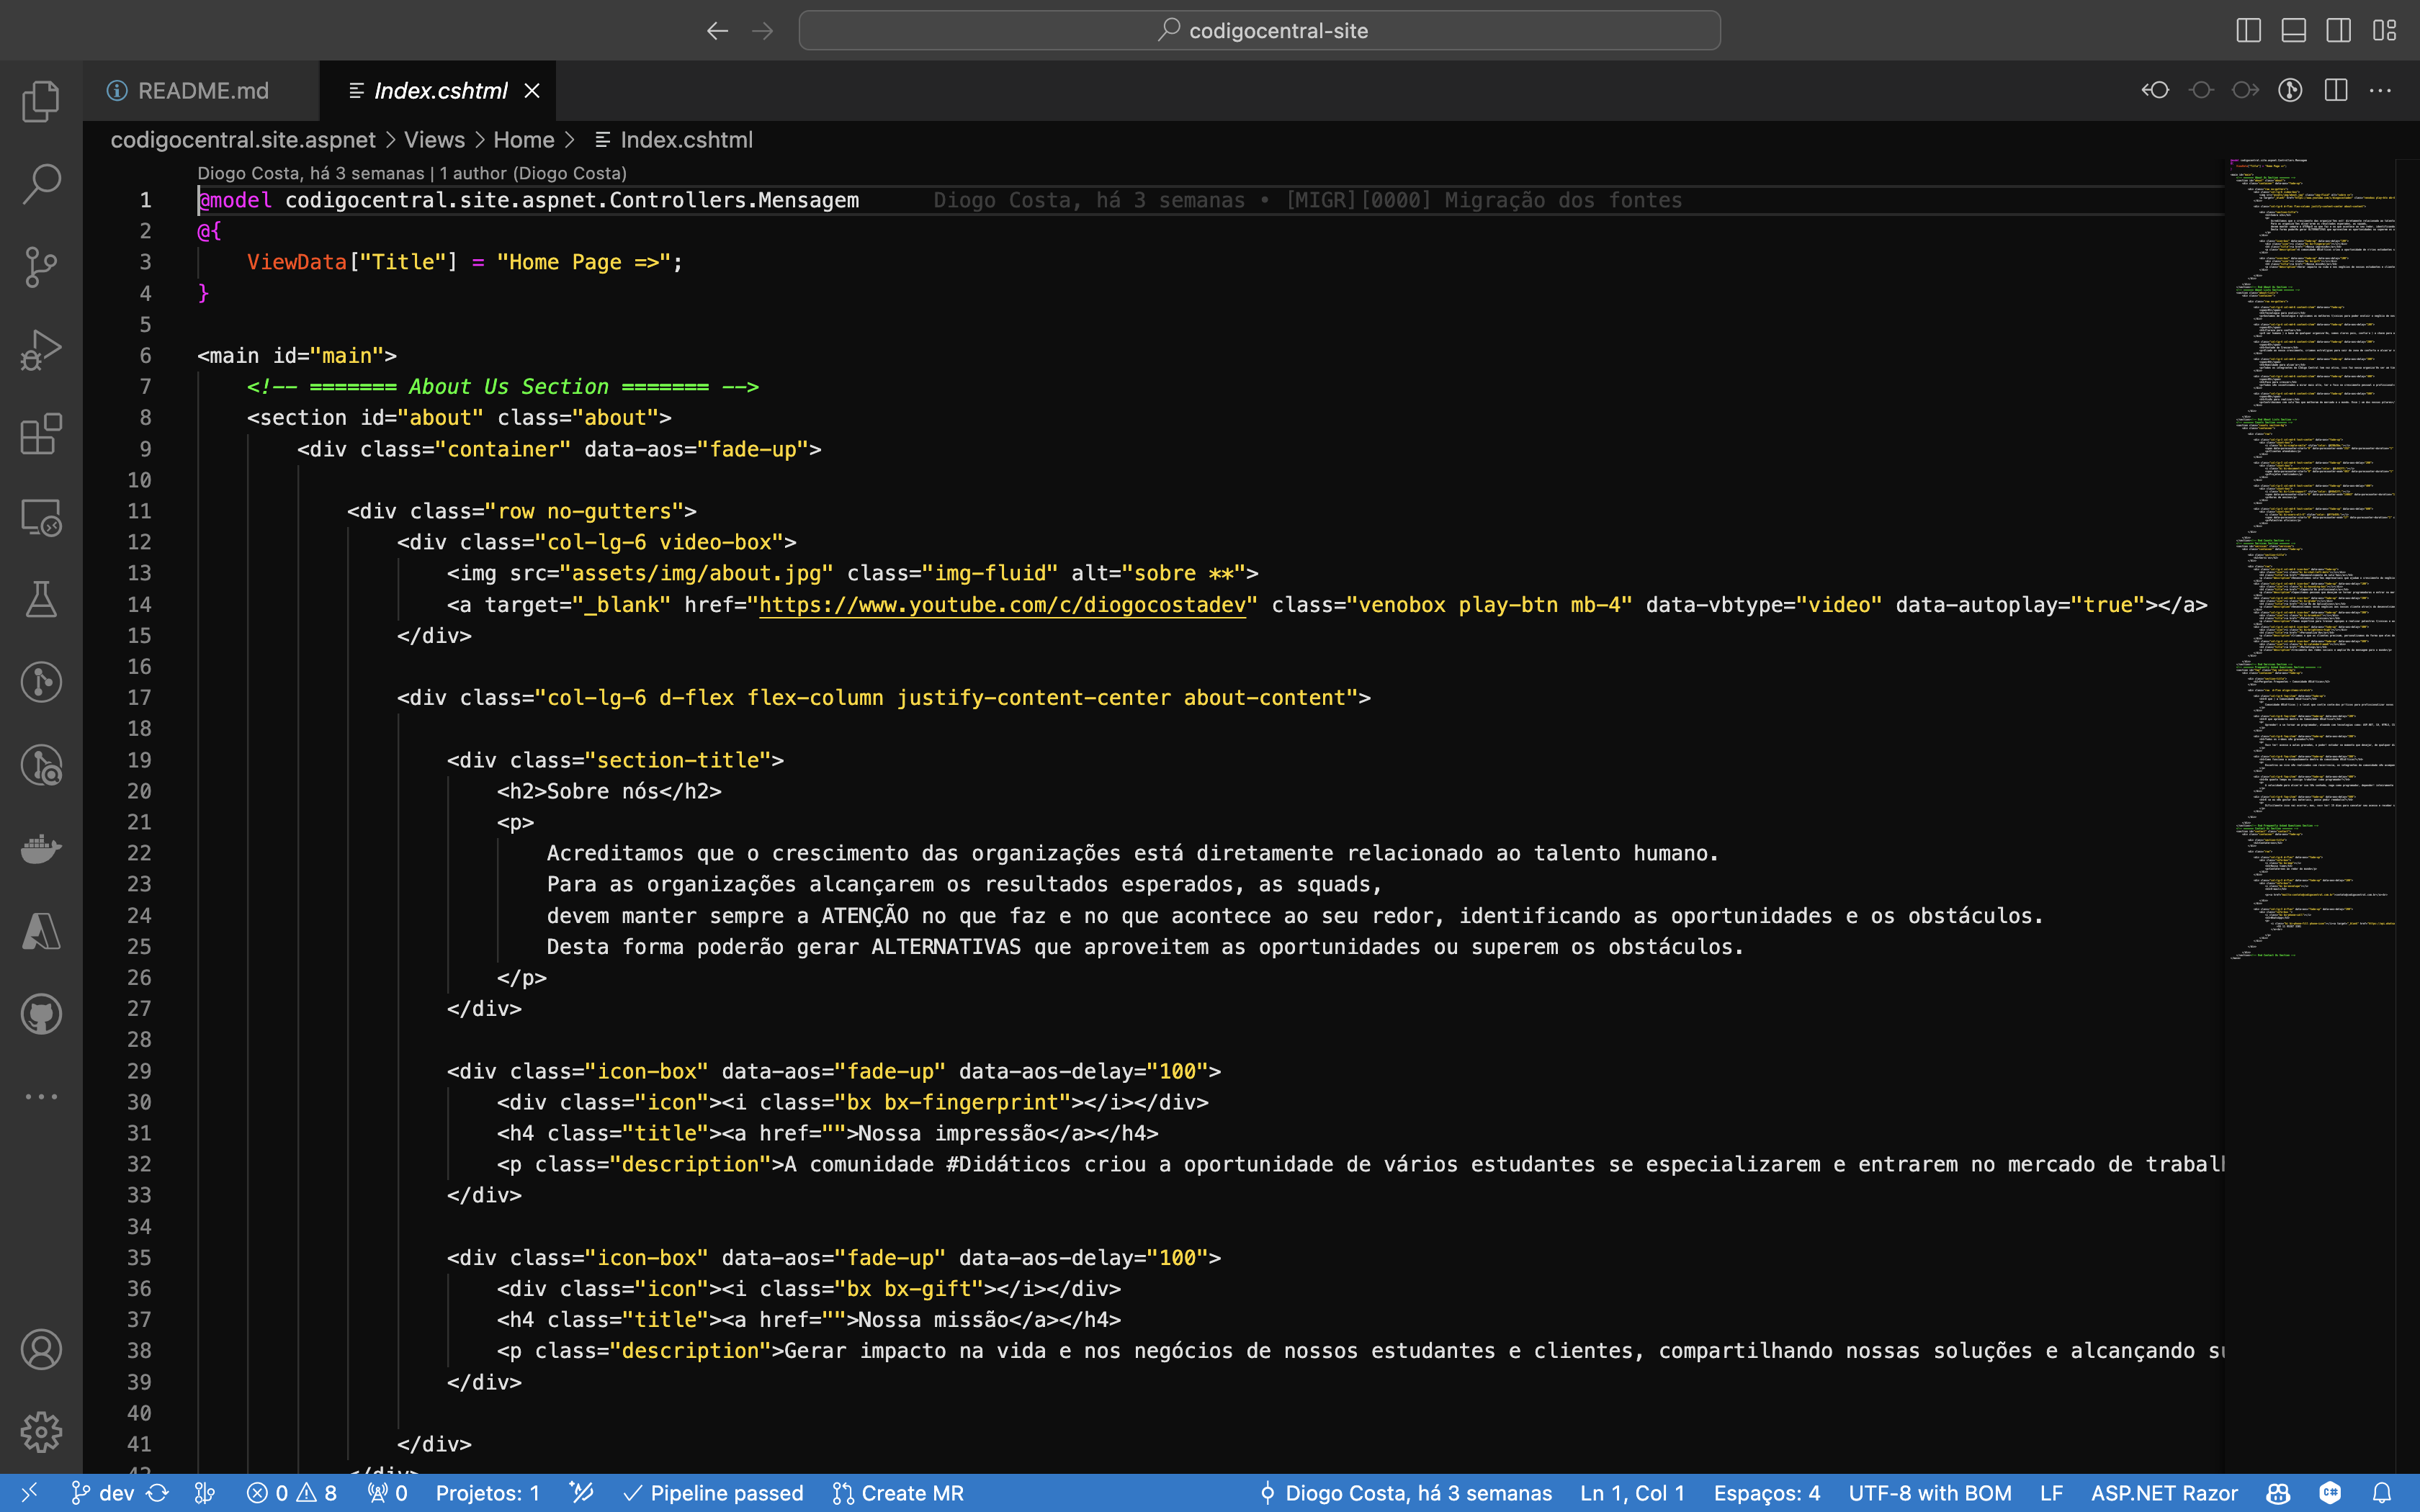 codigocentral-site
README.md
Index.cshtml
codigocentral.site.aspnet > Views > Home > Index.cshtml
Diogo Costa, há 3 semanas | 1 author (Diogo Costa)
1 @model codigocentral.site.aspnet.Controllers.Mensagem Diogo Costa, há 3 semanas • [MIGR][0000] Migração dos fontes
2 @{
3 ViewData["Title"] = "Home Page =>";
4 }
5
6 <main id="main">
7 <!-- ======= About Us Section ======= -->
8 <section id="about" class="about">
9 <div class="container" data-aos="fade-up">
10
11 <div class="row no-gutters">
12 <div class="col-lg-6 video-box">
13 <img src="assets/img/about.jpg" class="img-fluid" alt="sobre **">
14 <a target="_blank" href="https://www.youtube.com/c/diogocostadev" class="venobox play-btn mb-4" data-vbtype="video" data-autoplay="true"></a>
15 </div>
16
17 <div class="col-lg-6 d-flex flex-column justify-content-center about-content">
18
19 <div class="section-title">
20 <h2>Sobre nós</h2>
21 <p>
22 Acreditamos que o crescimento das organizações está diretamente relacionado ao talento humano.
23 Para as organizações alcançarem os resultados esperados, as squads,
24 devem manter sempre a ATENÇÃO no que faz e no que acontece ao seu redor, identificando as oportunidades e os obstáculos.
25 Desta forma poderão gerar ALTERNATIVAS que aproveitem as oportunidades ou superem os obstáculos.
26 </p>
27 </div>
28
29 <div class="icon-box" data-aos="fade-up" data-aos-delay="100">
30 <div class="icon"><i class="bx bx-fingerprint"></i></div>
31 <h4 class="title"><a href="">Nossa impressão</a></h4>
32 <p class="description">A comunidade #Didáticos criou a oportunidade de vários estudantes se especializarem e entrarem no mercado de trabal
33 </div>
34
35 <div class="icon-box" data-aos="fade-up" data-aos-delay="100">
36 <div class="icon"><i class="bx bx-gift"></i></div>
37 <h4 class="title"><a href="">Nossa missão</a></h4>
38 <p class="description">Gerar impacto na vida e nos negócios de nossos estudantes e clientes, compartilhando nossas soluções e alcançando s
39 </div>
40
41 </div>
42 </div>
dev 0 8 0 Projetos: 1 Pipeline passed Create MR Diogo Costa, há 3 semanas Ln 1, Col 1 Espaços: 4 UTF-8 with BOM LF ASP.NET Razor